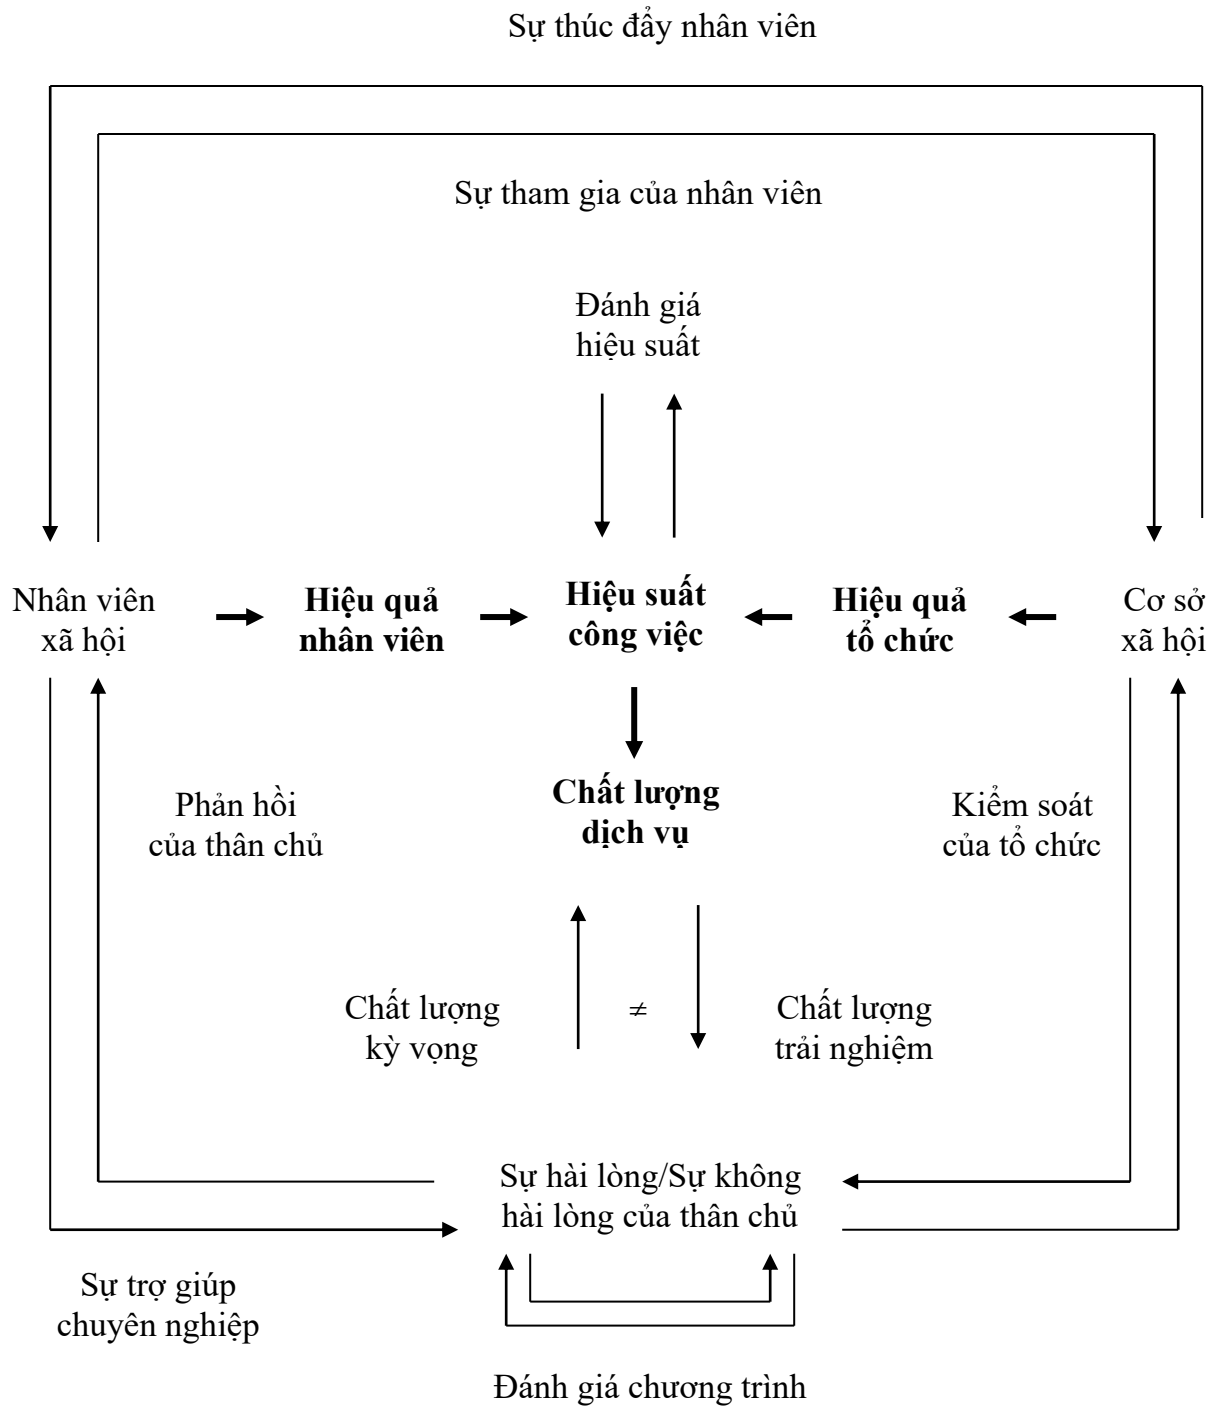 Sự thúc đẩy nhân viên
Sự tham gia của nhân viên
Đánh giá
hiệu suất
Nhân viên
xã hội
Hiệu quả
nhân viên
Hiệu suất
công việc
Hiệu quả
tổ chức
Cơ sở
xã hội
Chất lượng
dịch vụ
Phản hồi
của thân chủ
Kiểm soát
của tổ chức
Chất lượng
kỳ vọng
≠
Chất lượng
trải nghiệm
Sự hài lòng/Sự không
hài lòng của thân chủ
Sự trợ giúp
chuyên nghiệp
Đánh giá chương trình